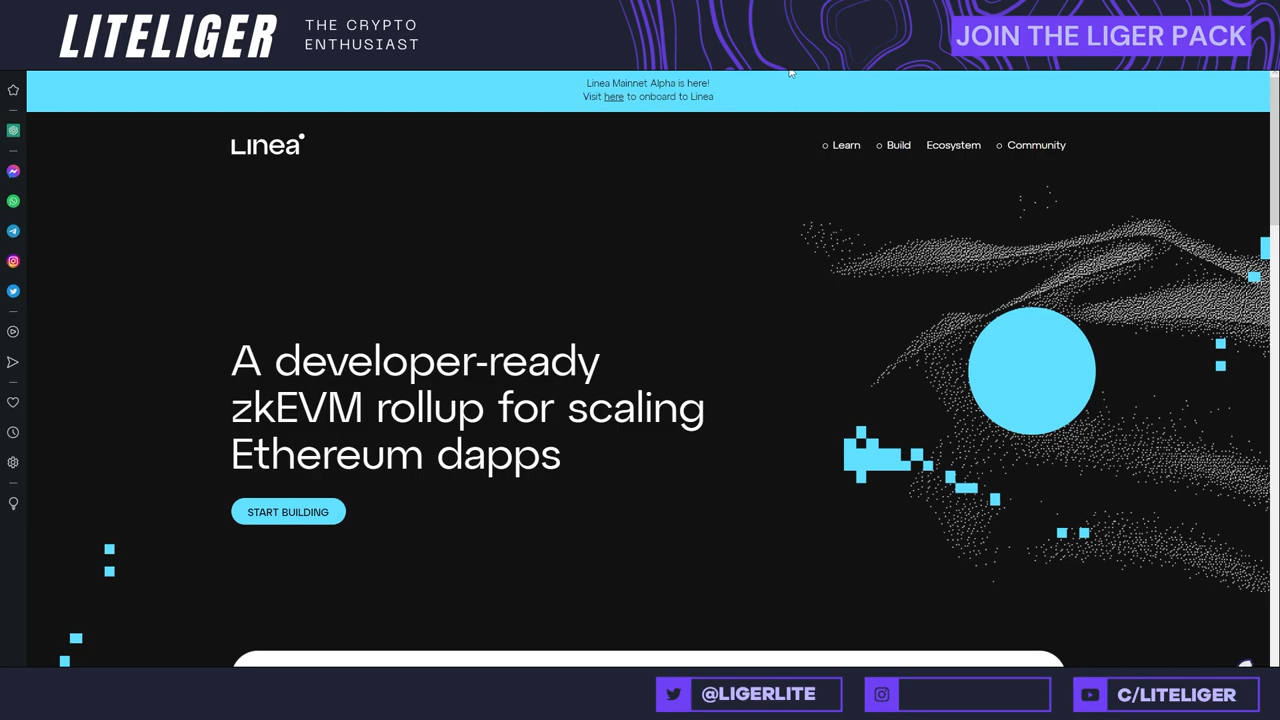 LITELIGER
THE CRYPTO
ENTHUSIAST
JOIN THE LIGER PACK
Linea Mainnet Alpha is here!
Visit here to onboard to Linea
Linea
Learn
Build
Ecosystem
Community
A developer-ready
zkEVM rollup for scaling
Ethereum dapps
START BUILDING
@LIGERLITE
C/LITELIGER